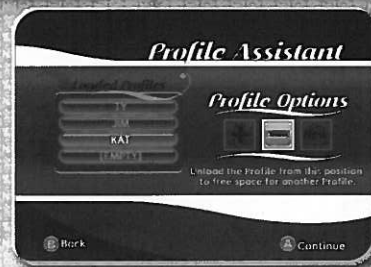 Profile Assistant
Loaded Profiles
TY
JIM
KAT
(EMPTY)
Profile Options
Unload the Profile from this position
to free space for another Profile.
B Back
A Continue